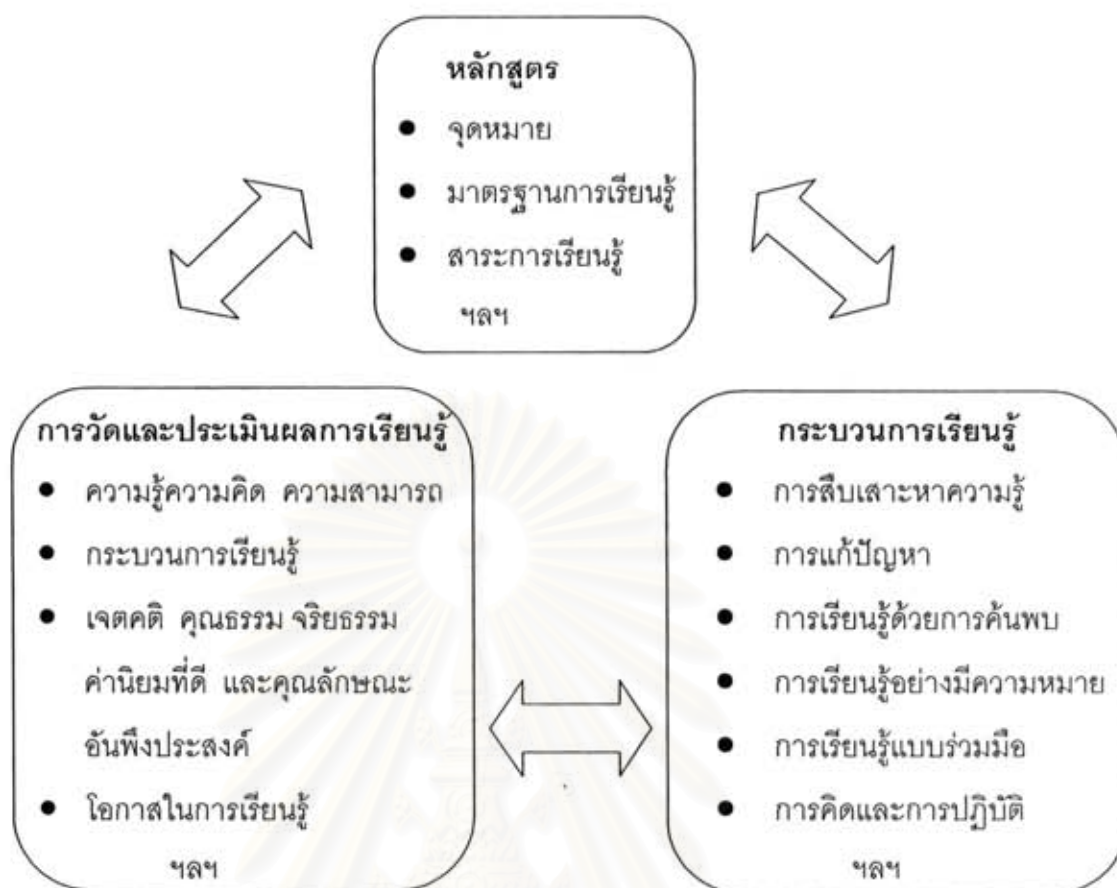 หลักสูตร
● จุดหมาย
● มาตรฐานการเรียนรู้
● สาระการเรียนรู้
ฯลฯ
การวัดและประเมินผลการเรียนรู้
● ความรู้ความคิด ความสามารถ
● กระบวนการเรียนรู้
● เจตคติ คุณธรรม จริยธรรม
ค่านิยมที่ดี และคุณลักษณะ
อันพึงประสงค์
● โอกาสในการเรียนรู้
ฯลฯ
กระบวนการเรียนรู้
● การสืบเสาะหาความรู้
● การแก้ปัญหา
● การเรียนรู้ด้วยการค้นพบ
● การเรียนรู้อย่างมีความหมาย
● การเรียนรู้แบบร่วมมือ
● การคิดและการปฏิบัติ
ฯลฯ